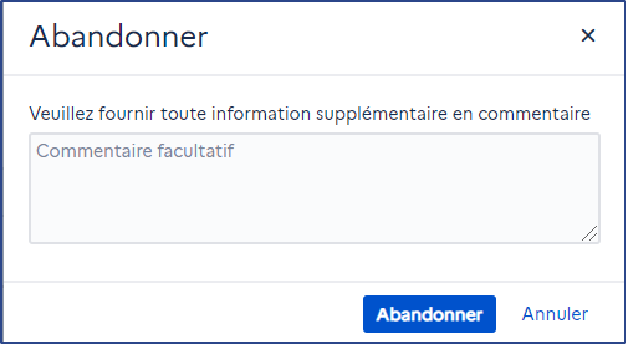 Abandonner
Veuillez fournir toute information supplémentaire en commentaire
Commentaire facultatif
Abandonner Annuler